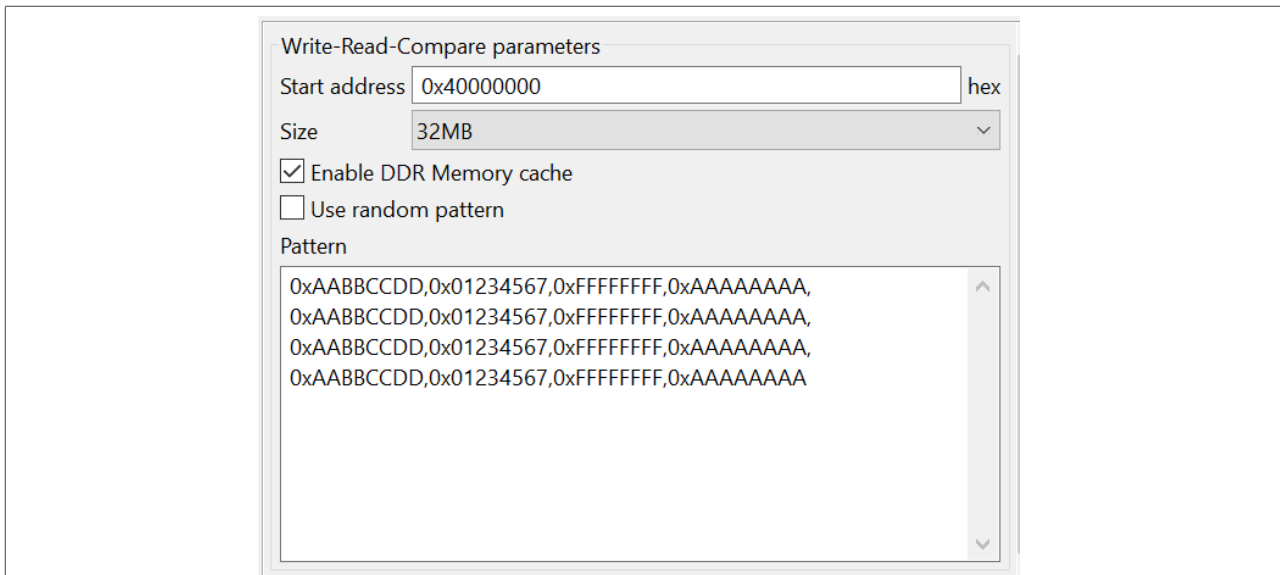 Write-Read-Compare parameters
Start address 0x40000000 hex
Size 32MB
Enable DDR Memory cache
Use random pattern
Pattern
0xAABBCCDD,0x01234567,0xFFFFFFFF,0xAAAAAAAA,
0xAABBCCDD,0x01234567,0xFFFFFFFF,0xAAAAAAAA,
0xAABBCCDD,0x01234567,0xFFFFFFFF,0xAAAAAAAA,
0xAABBCCDD,0x01234567,0xFFFFFFFF,0xAAAAAAAA